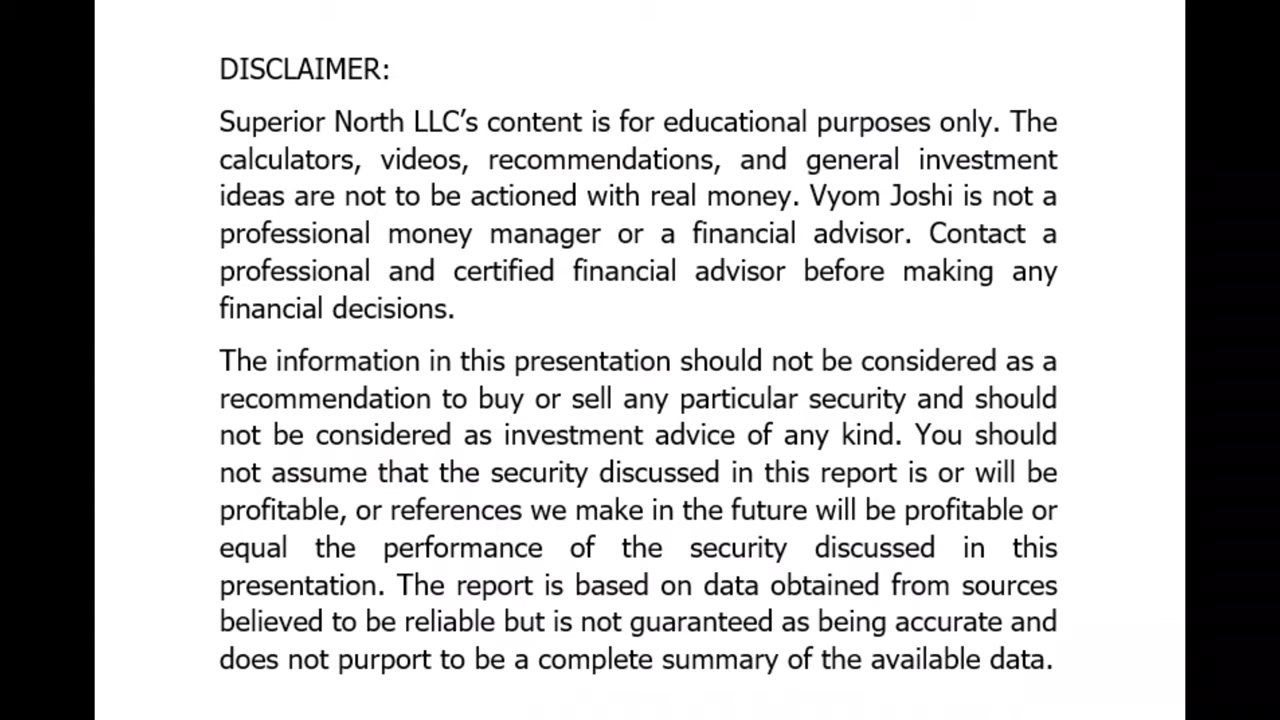 DISCLAIMER:
Superior North LLC’s content is for educational purposes only. The
calculators, videos, recommendations, and general investment
ideas are not to be actioned with real money. Vyom Joshi is not a
professional money manager or a financial advisor. Contact a
professional and certified financial advisor before making any
financial decisions.
The information in this presentation should not be considered as a
recommendation to buy or sell any particular security and should
not be considered as investment advice of any kind. You should
not assume that the security discussed in this report is or will be
profitable, or references we make in the future will be profitable or
equal the performance of the security discussed in this
presentation. The report is based on data obtained from sources
believed to be reliable but is not guaranteed as being accurate and
does not purport to be a complete summary of the available data.